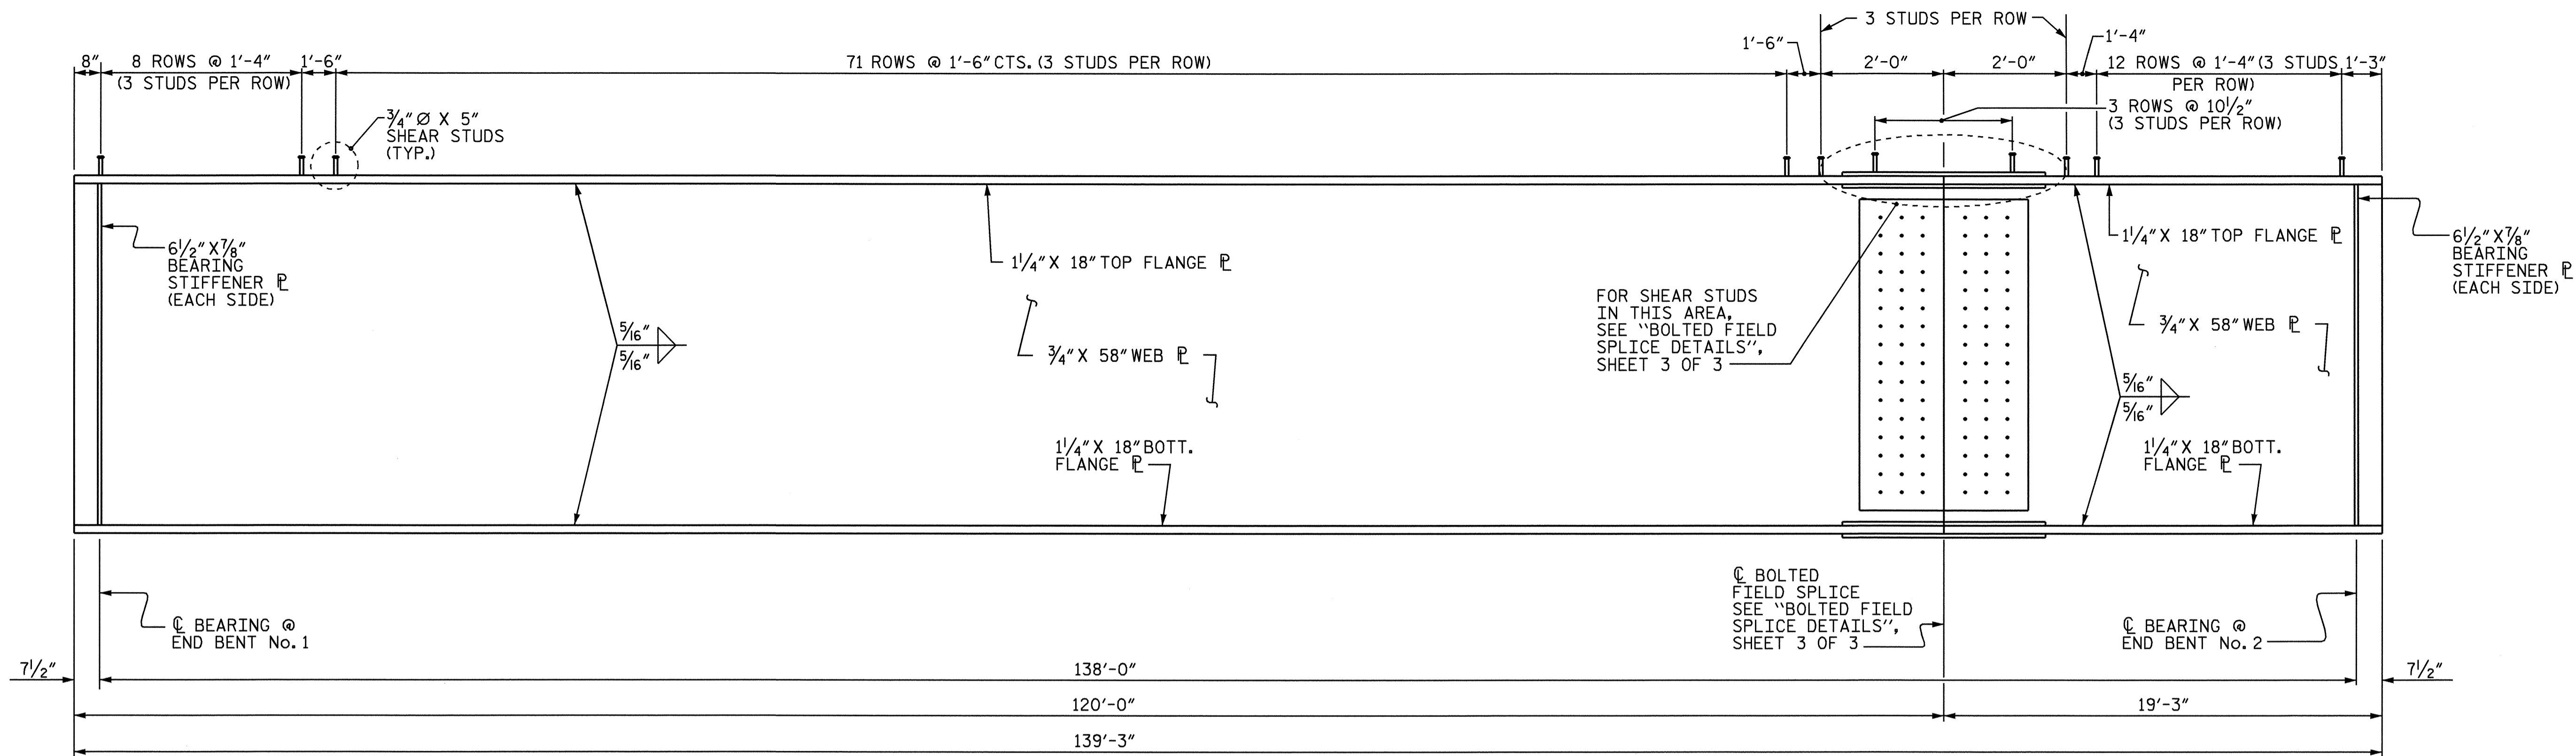 3 STUDS PER ROW
8" 8 ROWS @ 1'-4" 1'-6"
(3 STUDS PER ROW)
71 ROWS @ 1'-6" CTS. (3 STUDS PER ROW)
1'-6"
2'-0" 2'-0"
1'-4"
12 ROWS @ 1'-4" (3 STUDS 1'-3"
PER ROW)
3 ROWS @ 10 1/2"
(3 STUDS PER ROW)
3/4" Ø X 5"
SHEAR STUDS
(TYP.)
6 1/2" X 7/8"
BEARING
STIFFENER ⅊
(EACH SIDE)
5/16"
5/16"
1 1/4" X 18" TOP FLANGE ⅊
3/4" X 58" WEB ⅊
1 1/4" X 18" BOTT.
FLANGE ⅊
FOR SHEAR STUDS
IN THIS AREA,
SEE "BOLTED FIELD
SPLICE DETAILS",
SHEET 3 OF 3
1 1/4" X 18" TOP FLANGE ⅊
3/4" X 58" WEB ⅊
5/16"
5/16"
1 1/4" X 18" BOTT.
FLANGE ⅊
6 1/2" X 7/8"
BEARING
STIFFENER ⅊
(EACH SIDE)
℄ BEARING @
END BENT No. 1
℄ BOLTED
FIELD SPLICE
SEE "BOLTED FIELD
SPLICE DETAILS",
SHEET 3 OF 3
℄ BEARING @
END BENT No. 2
7 1/2" 138'-0" 7 1/2"
120'-0" 19'-3"
139'-3"